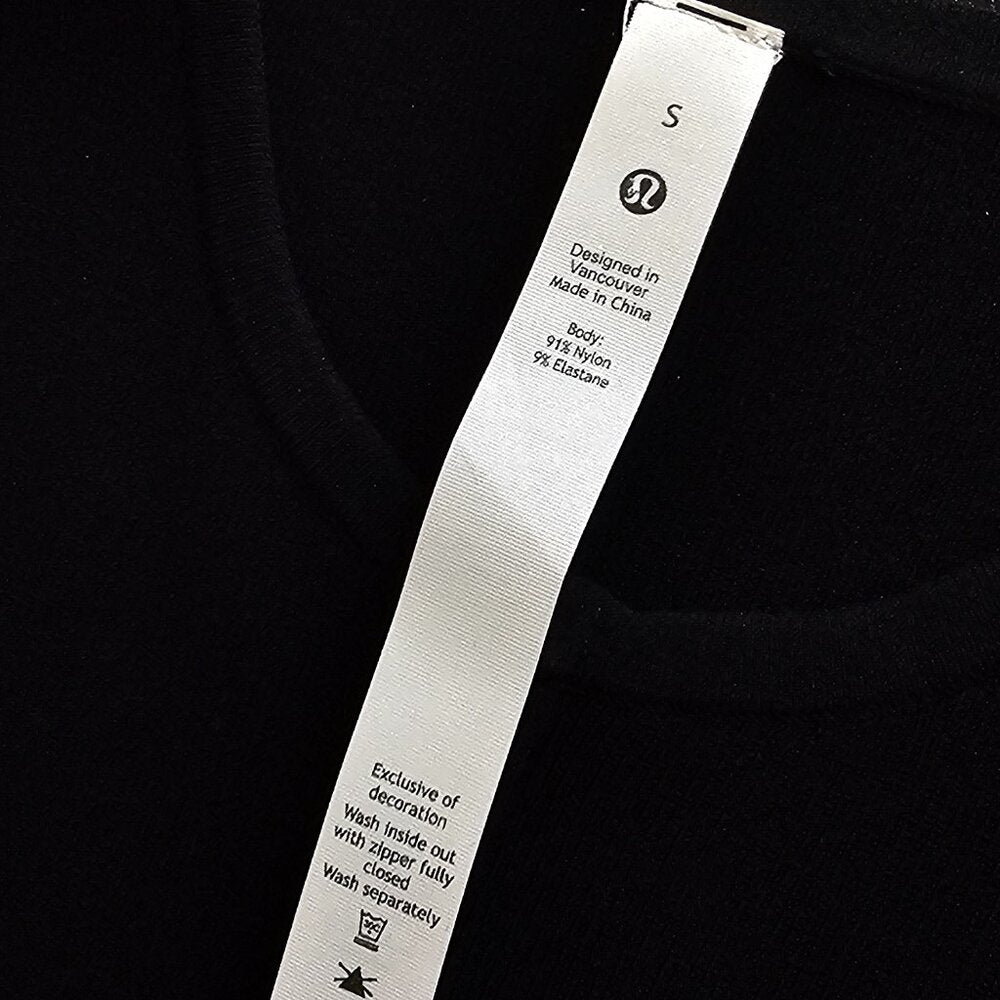 S
Designed in
Vancouver
Made in China
Body:
91% Nylon
9% Elastane
Exclusive of
decoration
Wash inside out
with zipper fully
closed
Wash separately
30C